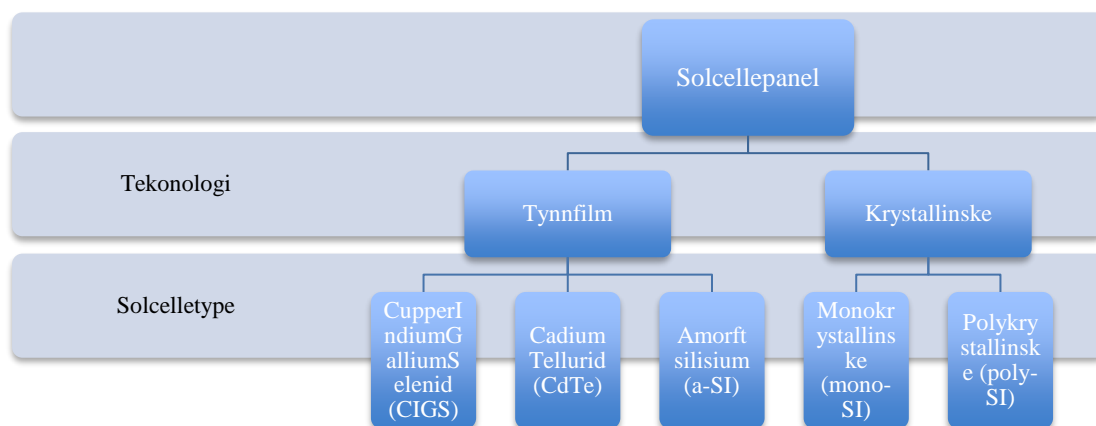 Solcellepanel
Tekonologi
Tynnfilm
Krystallinske
Solcelletype
CupperI
ndiumG
alliumS
elenid
(CIGS)
Cadium
Tellurid
(CdTe)
Amorft
silisium
(a-SI)
Monokr
ystallins
ke
(mono-
SI)
Polykry
stallinsk
e (poly-
SI)